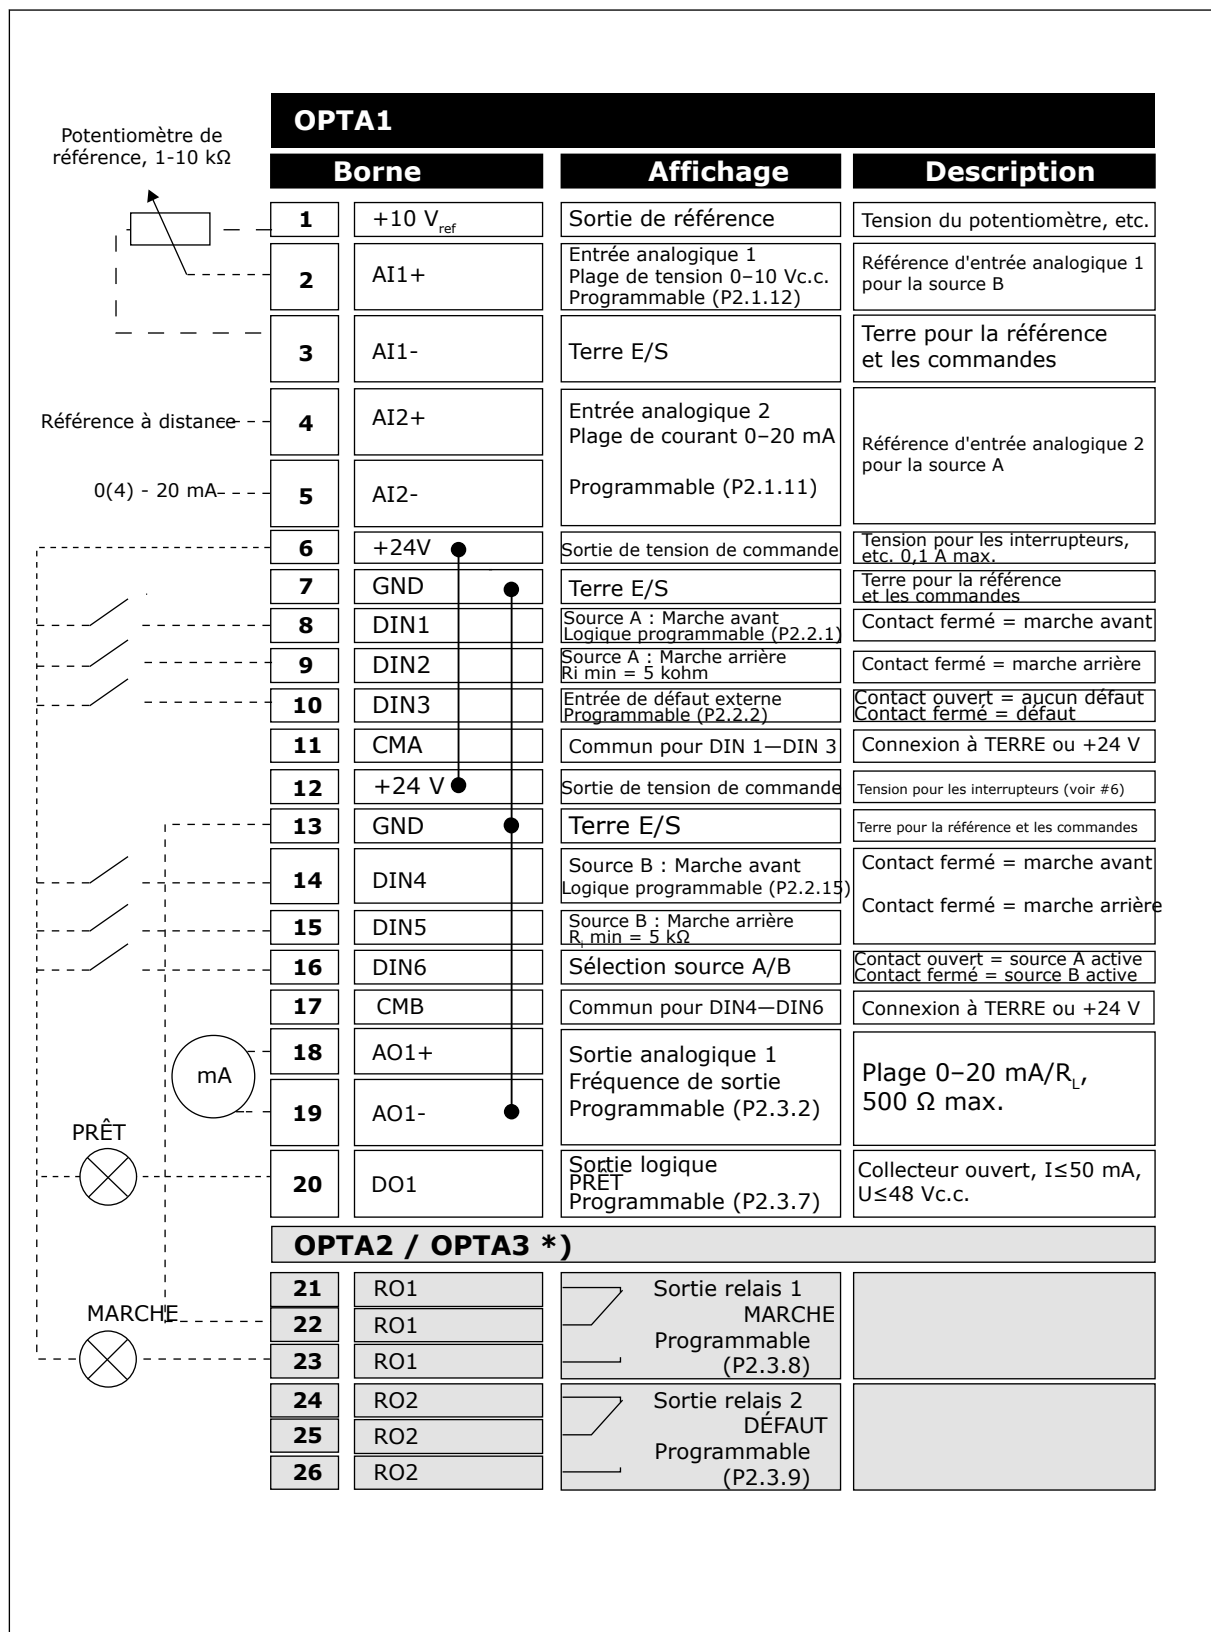 OPTA1
Potentiomètre de
référence, 1-10 kΩ
Borne
Affichage
Description
1
+10 Vref
Sortie de référence
Tension du potentiomètre, etc.
2
AI1+
Entrée analogique 1
Plage de tension 0–10 Vc.c.
Programmable (P2.1.12)
Référence d'entrée analogique 1
pour la source B
3
AI1-
Terre E/S
Terre pour la référence
et les commandes
Référence à distance
4
AI2+
Entrée analogique 2
Plage de courant 0–20 mA
Programmable (P2.1.11)
Référence d'entrée analogique 2
pour la source A
0(4) - 20 mA
5
AI2-
6
+24V
Sortie de tension de commande
Tension pour les interrupteurs,
etc. 0,1 A max.
7
GND
Terre E/S
Terre pour la référence
et les commandes
8
DIN1
Source A : Marche avant
Logique programmable (P2.2.1)
Contact fermé = marche avant
9
DIN2
Source A : Marche arrière
Ri min = 5 kohm
Contact fermé = marche arrière
10
DIN3
Entrée de défaut externe
Programmable (P2.2.2)
Contact ouvert = aucun défaut
Contact fermé = défaut
11
CMA
Commun pour DIN 1—DIN 3
Connexion à TERRE ou +24 V
12
+24 V
Sortie de tension de commande
Tension pour les interrupteurs (voir #6)
13
GND
Terre E/S
Terre pour la référence et les commandes
14
DIN4
Source B : Marche avant
Logique programmable (P2.2.15)
Contact fermé = marche avant
Contact fermé = marche arrière
15
DIN5
Source B : Marche arrière
Ri min = 5 kΩ
16
DIN6
Sélection source A/B
Contact ouvert = source A active
Contact fermé = source B active
17
CMB
Commun pour DIN4—DIN6
Connexion à TERRE ou +24 V
mA
18
AO1+
Sortie analogique 1
Fréquence de sortie
Programmable (P2.3.2)
Plage 0–20 mA/RL,
500 Ω max.
19
AO1-
PRÊT
20
DO1
Sortie logique
PRÊT
Programmable (P2.3.7)
Collecteur ouvert, I≤50 mA,
U≤48 Vc.c.
OPTA2 / OPTA3 *)
21
RO1
Sortie relais 1
MARCHE
Programmable
(P2.3.8)
MARCHE
22
RO1
23
RO1
24
RO2
Sortie relais 2
DÉFAUT
Programmable
(P2.3.9)
25
RO2
26
RO2